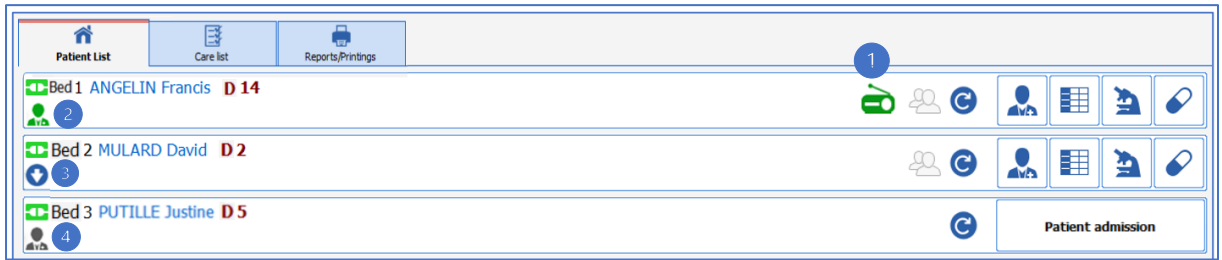 Patient List
Care list
Reports/Printings
1
Bed 1 ANGELIN Francis D 14
2
Bed 2 MULARD David D 2
3
Bed 3 PUTILLE Justine D 5
Patient admission
4